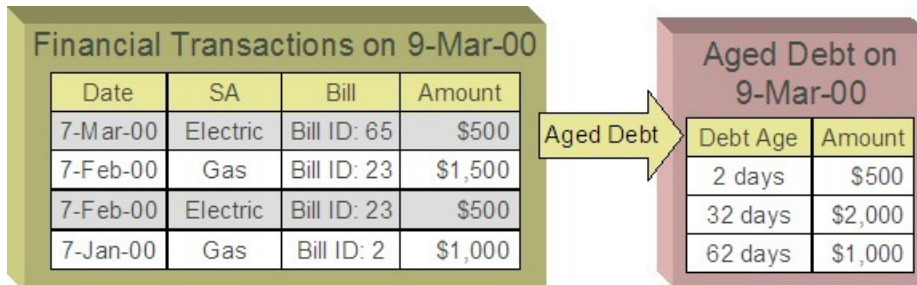 Financial Transactions on 9-Mar-00
Date SA Bill Amount
7-Mar-00 Electric Bill ID: 65 $500
7-Feb-00 Gas Bill ID: 23 $1,500
7-Feb-00 Electric Bill ID: 23 $500
7-Jan-00 Gas Bill ID: 2 $1,000
Aged Debt
Aged Debt on
9-Mar-00
Debt Age Amount
2 days $500
32 days $2,000
62 days $1,000